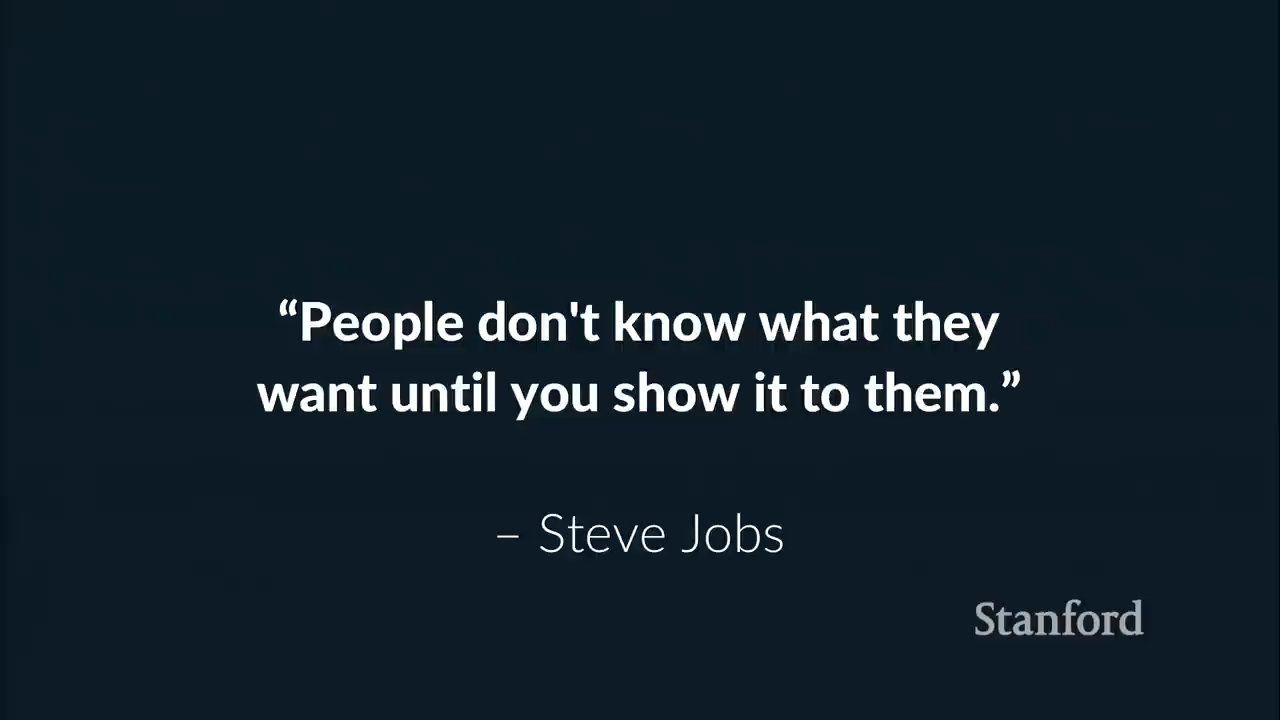 “People don't know what they
want until you show it to them.”
– Steve Jobs
Stanford